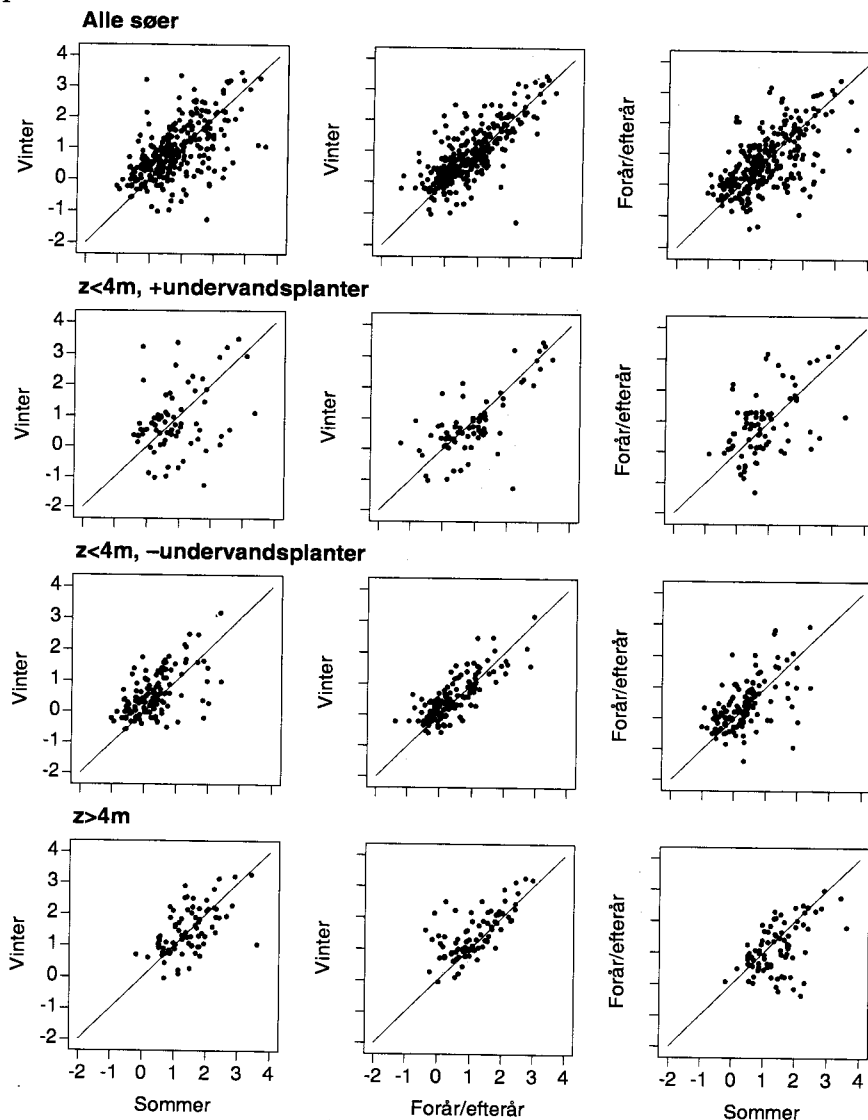 Alle søer
4
3
2
1
0
-1
-2
Vinter
Vinter
Forår/efterår
z<4m, +undervandsplanter
4
3
2
1
0
-1
-2
Vinter
Vinter
Forår/efterår
z<4m, –undervandsplanter
4
3
2
1
0
-1
-2
Vinter
Vinter
Forår/efterår
z>4m
4
3
2
1
0
-1
-2
Vinter
Vinter
Forår/efterår
-2 -1 0 1 2 3 4
-2 -1 0 1 2 3 4
-2 -1 0 1 2 3 4
Sommer
Forår/efterår
Sommer